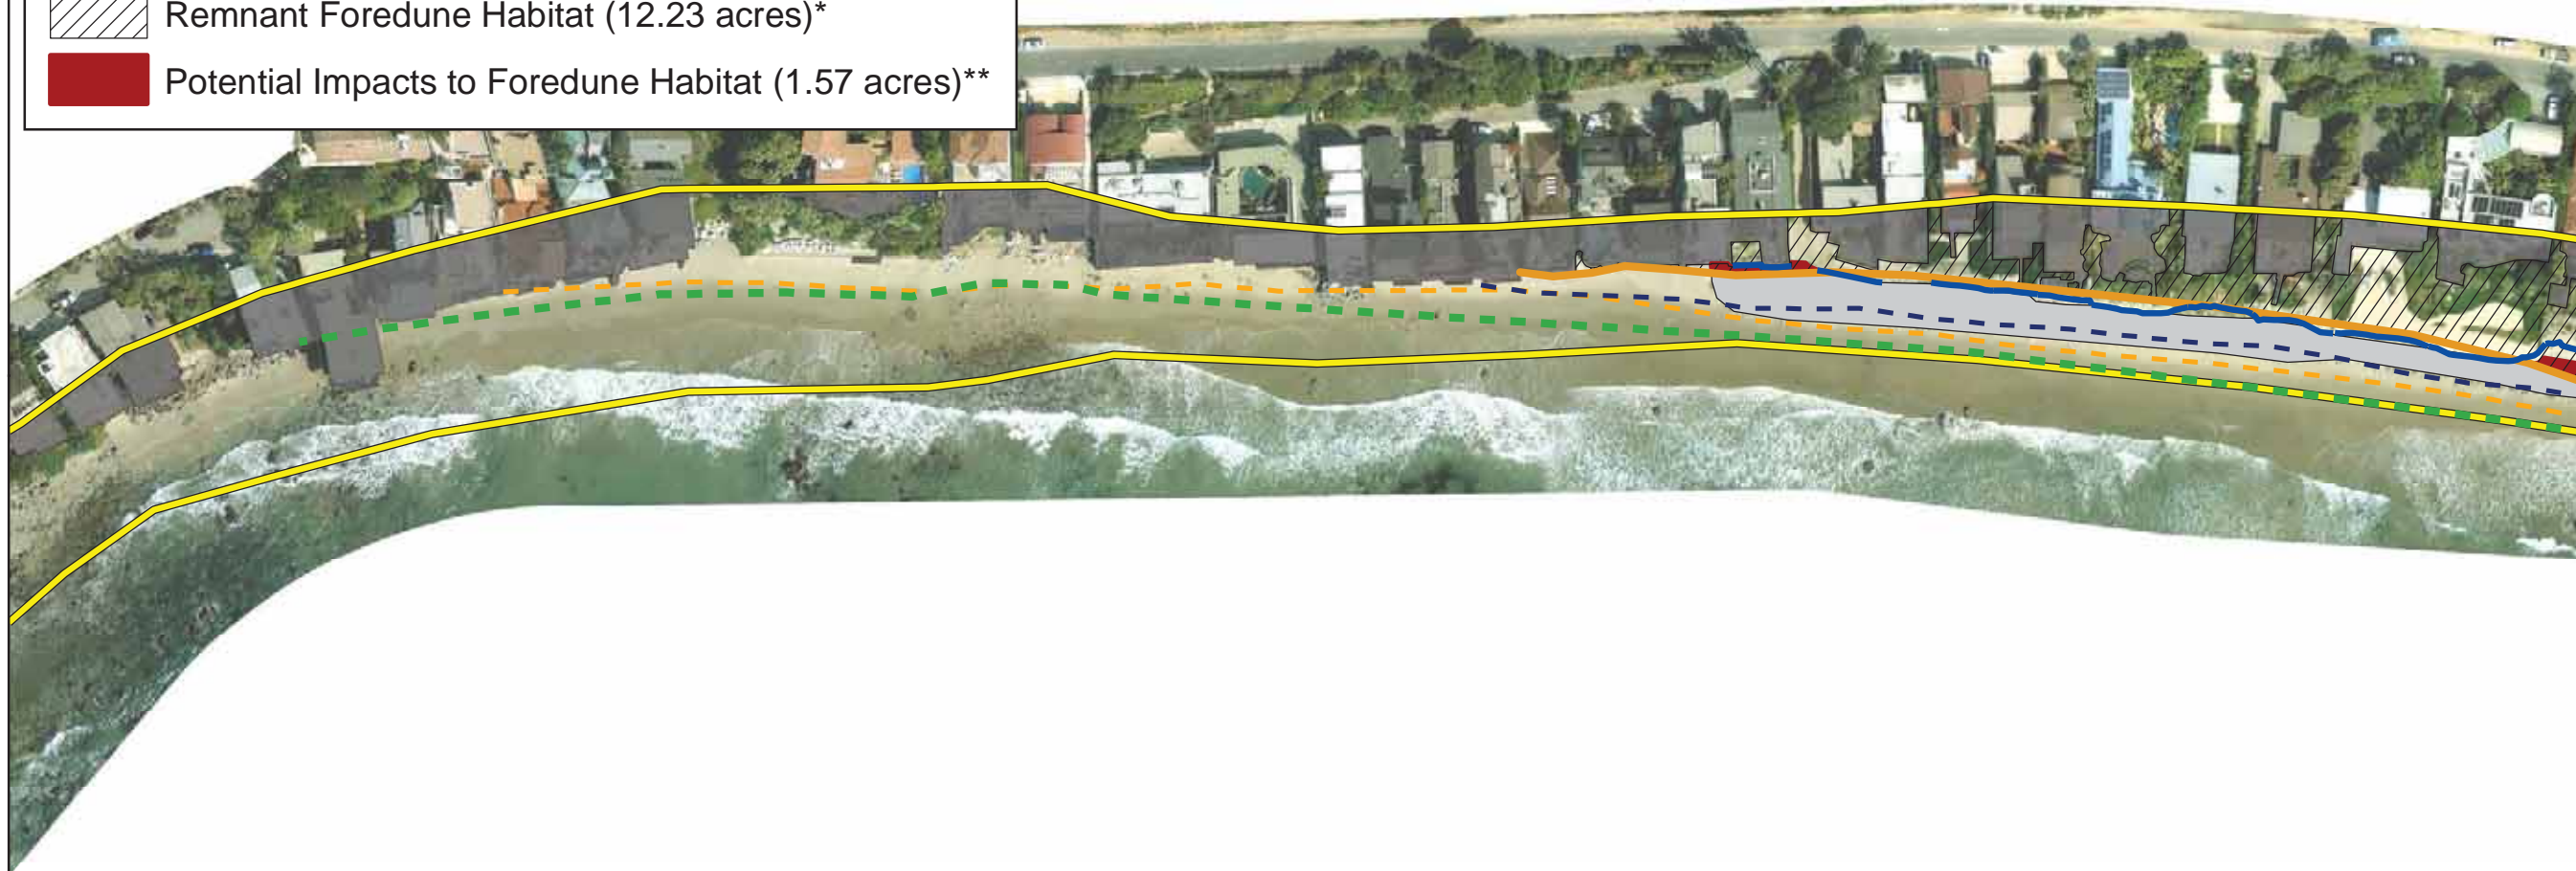 Remnant Foredune Habitat (12.23 acres)*
Potential Impacts to Foredune Habitat (1.57 acres)**